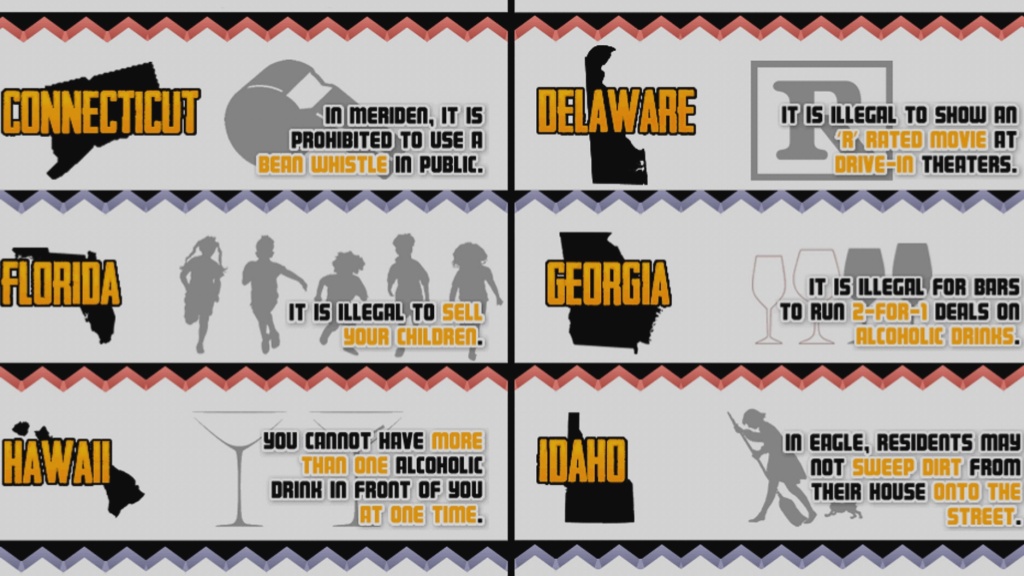 CONNECTICUT
IN MERIDEN, IT IS
PROHIBITED TO USE A
BEAN WHISTLE IN PUBLIC.
DELAWARE
R
IT IS ILLEGAL TO SHOW AN
'R' RATED MOVIE AT
DRIVE-IN THEATERS.
FLORIDA
IT IS ILLEGAL TO SELL
YOUR CHILDREN.
GEORGIA
IT IS ILLEGAL FOR BARS
TO RUN 2-FOR-1 DEALS ON
ALCOHOLIC DRINKS.
HAWAII
YOU CANNOT HAVE MORE
THAN ONE ALCOHOLIC
DRINK IN FRONT OF YOU
AT ONE TIME.
IDAHO
IN EAGLE, RESIDENTS MAY
NOT SWEEP DIRT FROM
THEIR HOUSE ONTO THE
STREET.